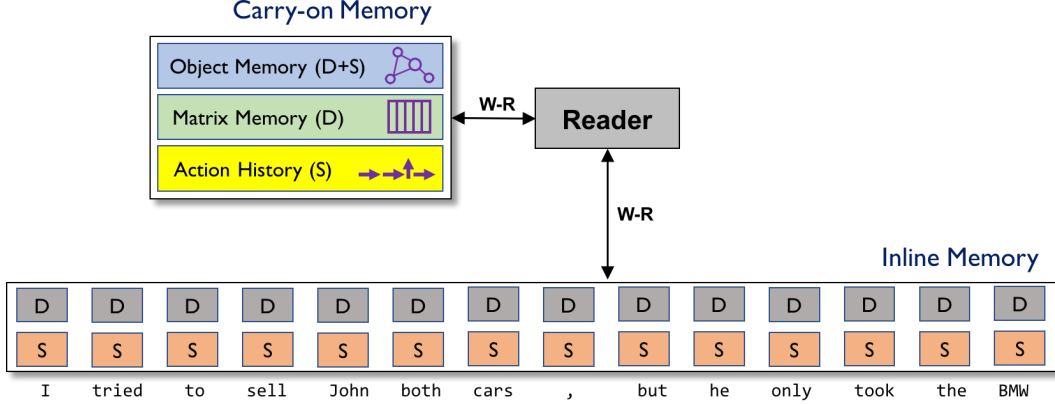 Carry-on Memory
Object Memory (D+S)
Matrix Memory (D)
Action History (S)
W-R
Reader
W-R
Inline Memory
D D D D D D D D D D D D D D
S S S S S S S S S S S S S S
I tried to sell John both cars , but he only took the BMW